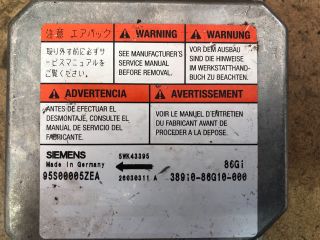 注意 エアバック
取り外す前に必ずサ
ービスマニュアルを
ご覧ください。
WARNING
SEE MANUFACTURER'S
SERVICE MANUAL
BEFORE REMOVAL.
WARNUNG
VOR DEM AUSBAU
SIND DIE HINWEISE
IM WERKSTATTHAND-
BUCH ZU BEACHTEN.
ADVERTENCIA
ANTES DE EFECTUAR EL
DESMONTAJE, CONSULTE EL
MANUAL DE SERVICIO DEL
FABRICANTE.
AVERTISSEMENT
VOIR LE MANUEL D'ENTRETIEN
DU FABRICANT AVANT DE
PROCEDER A LA DEPOSE.
SIEMENS
5WK43395
86Gi
Made in Germany
95S00005ZEA
26030311 A
389i0-86G10-000